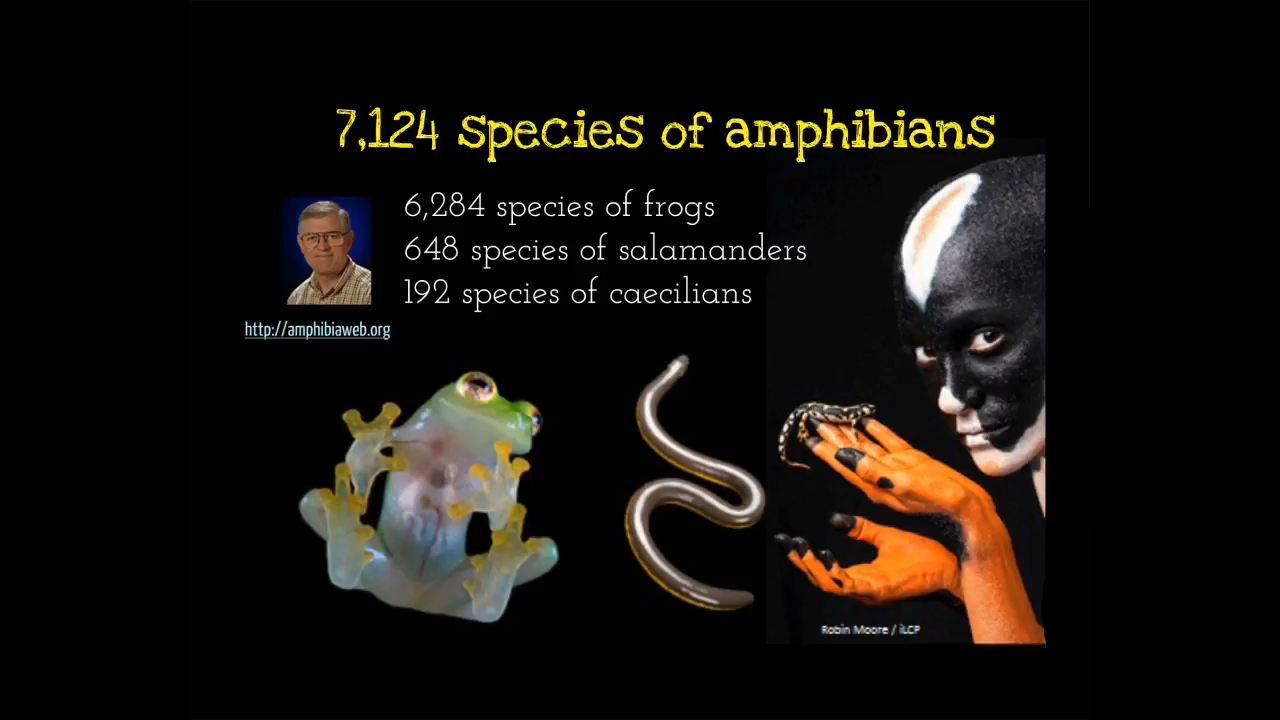 7,124 species of amphibians
6,284 species of frogs
648 species of salamanders
192 species of caecilians
http://amphibiaweb.org
Robin Moore / iLCP